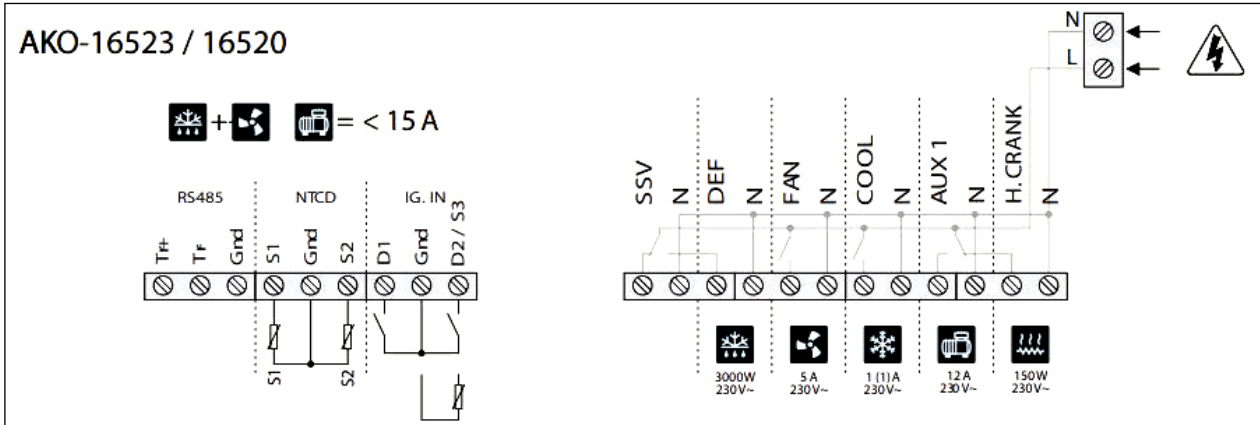 AKO-16523 / 16520
N
L
+ = < 15 A
RS485 NTCD IG. IN
Tr+ Tr- Gnd S1 Gnd S2 D1 Gnd D2 / S3
SSV N DEF N FAN N COOL N AUX 1 N H. CRANK N
S1 S2
3000W 5 A 1 (1) A 12 A 150W
230V~ 230V~ 230V~ 230V~ 230V~